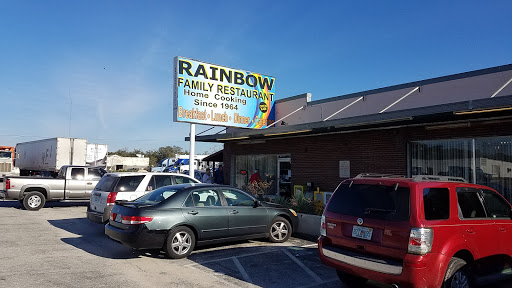 RAINBOW
FAMILY RESTAURANT
Home Cooking
Since 1964
Breakfast • Lunch • Dinner